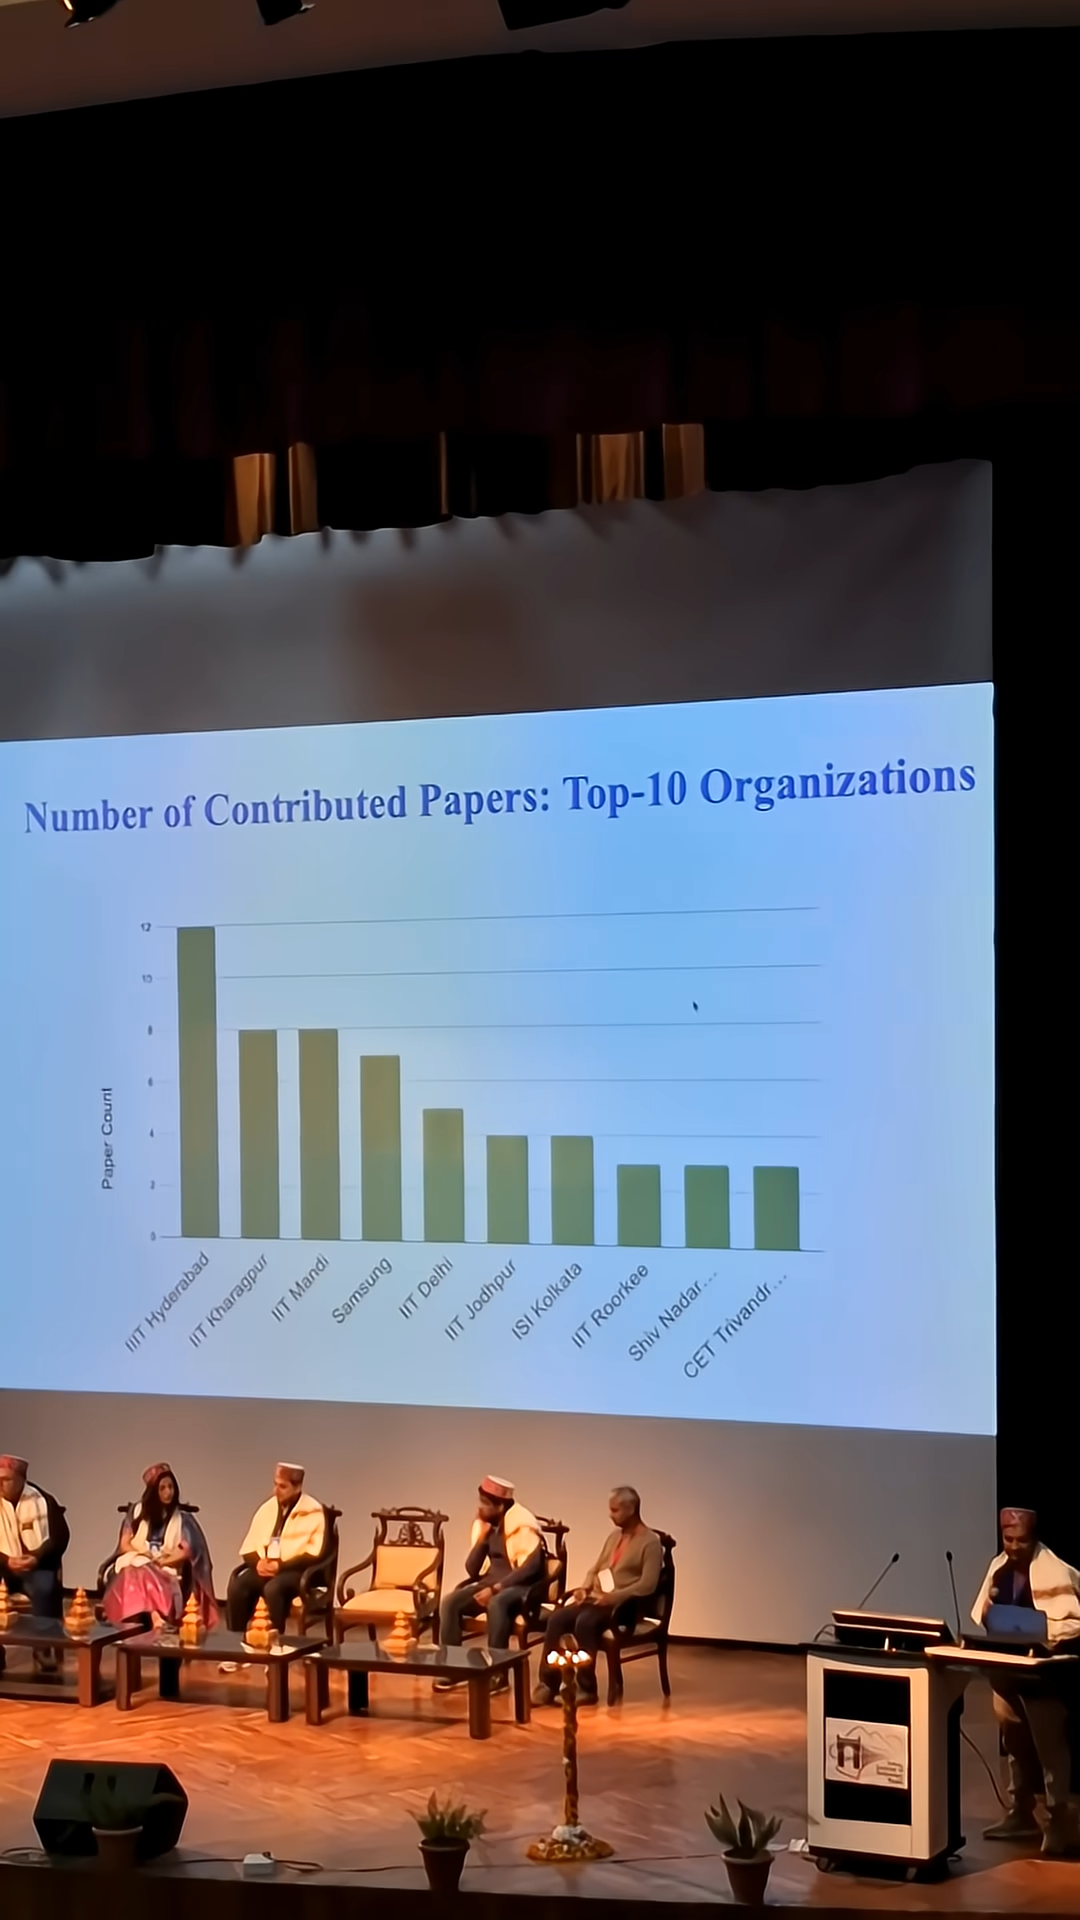 Number of Contributed Papers: Top-10 Organizations
12
10
8
6
4
2
0
Paper Count
IIIT Hyderabad
IIT Kharagpur
IIT Mandi
Samsung
IIT Delhi
IIT Jodhpur
ISI Kolkata
IIT Roorkee
Shiv Nadar...
CET Trivandr...